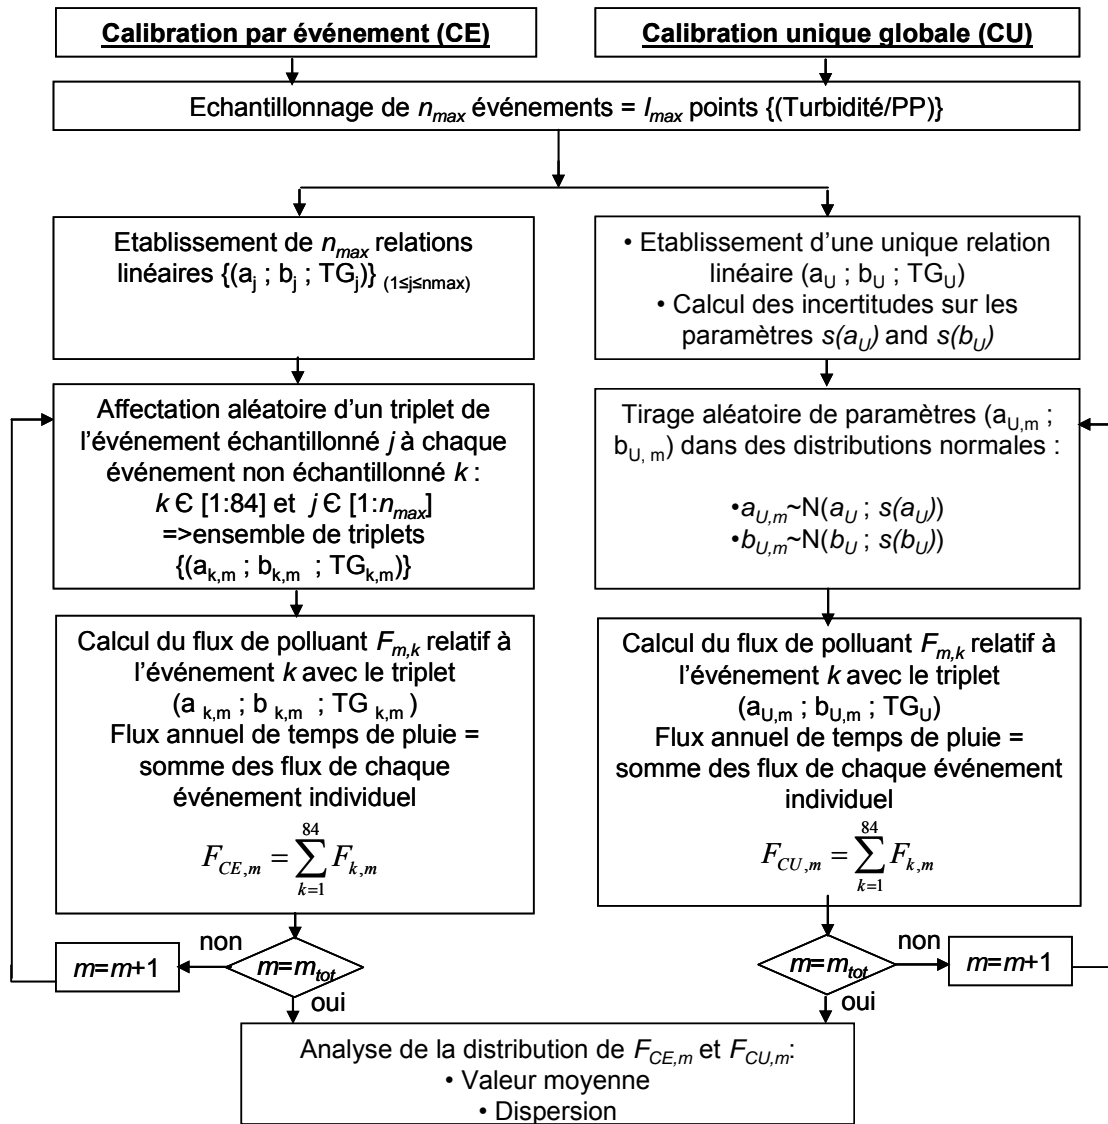 Calibration par événement (CE)
Calibration unique globale (CU)
Echantillonnage de n_max événements = I_max points {(Turbidité/PP)}
Etablissement de n_max relations
linéaires {(a_j ; b_j ; TG_j)} (1≤j≤nmax)
• Etablissement d'une unique relation
linéaire (a_U ; b_U ; TG_U)
• Calcul des incertitudes sur les
paramètres s(a_U) and s(b_U)
Affectation aléatoire d'un triplet de
l'événement échantillonné j à chaque
événement non échantillonné k :
k Є [1:84] et j Є [1:n_max]
=>ensemble de triplets
{(a_k,m ; b_k,m ; TG_k,m)}
Tirage aléatoire de paramètres (a_U,m ;
b_U, m) dans des distributions normales :
•a_U,m~N(a_U ; s(a_U))
•b_U,m~N(b_U ; s(b_U))
Calcul du flux de polluant F_m,k relatif à
l'événement k avec le triplet
(a_k,m ; b_k,m ; TG_k,m)
Flux annuel de temps de pluie =
somme des flux de chaque
événement individuel
F_CE,m = ∑_{k=1}^{84} F_k,m
Calcul du flux de polluant F_m,k relatif à
l'événement k avec le triplet
(a_U,m ; b_U,m ; TG_U)
Flux annuel de temps de pluie =
somme des flux de chaque événement
individuel
F_CU,m = ∑_{k=1}^{84} F_k,m
m=m+1
non
m=m_tot
oui
m=m_tot
non
m=m+1
oui
Analyse de la distribution de F_CE,m et F_CU,m:
• Valeur moyenne
• Dispersion